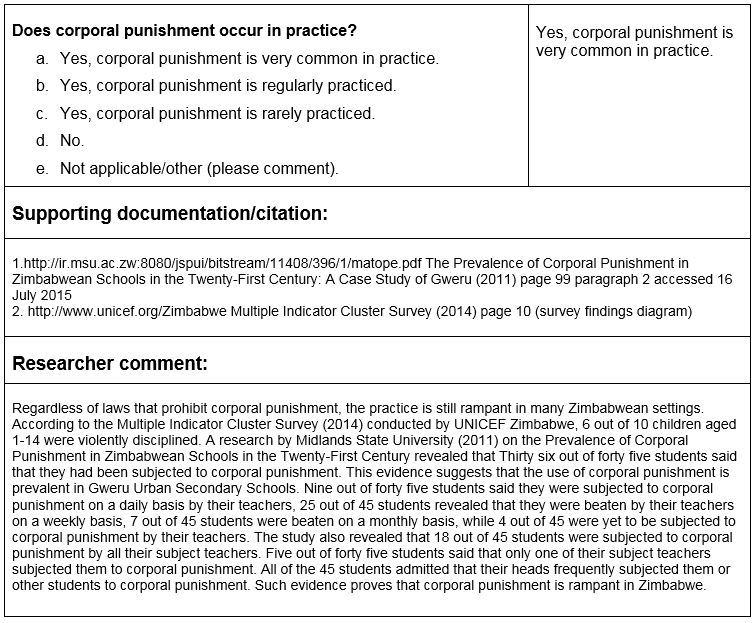 Does corporal punishment occur in practice?
a. Yes, corporal punishment is very common in practice.
b. Yes, corporal punishment is regularly practiced.
c. Yes, corporal punishment is rarely practiced.
d. No.
e. Not applicable/other (please comment).
Yes, corporal punishment is
very common in practice.
Supporting documentation/citation:
1.http://ir.msu.ac.zw:8080/jspui/bitstream/11408/396/1/matope.pdf The Prevalence of Corporal Punishment in
Zimbabwean Schools in the Twenty-First Century: A Case Study of Gweru (2011) page 99 paragraph 2 accessed 16
July 2015
2. http://www.unicef.org/Zimbabwe Multiple Indicator Cluster Survey (2014) page 10 (survey findings diagram)
Researcher comment:
Regardless of laws that prohibit corporal punishment, the practice is still rampant in many Zimbabwean settings.
According to the Multiple Indicator Cluster Survey (2014) conducted by UNICEF Zimbabwe, 6 out of 10 children aged
1-14 were violently disciplined. A research by Midlands State University (2011) on the Prevalence of Corporal
Punishment in Zimbabwean Schools in the Twenty-First Century revealed that Thirty six out of forty five students said
that they had been subjected to corporal punishment. This evidence suggests that the use of corporal punishment is
prevalent in Gweru Urban Secondary Schools. Nine out of forty five students said they were subjected to corporal
punishment on a daily basis by their teachers, 25 out of 45 students revealed that they were beaten by their teachers
on a weekly basis, 7 out of 45 students were beaten on a monthly basis, while 4 out of 45 were yet to be subjected to
corporal punishment by their teachers. The study also revealed that 18 out of 45 students were subjected to corporal
punishment by all their subject teachers. Five out of forty five students said that only one of their subject teachers
subjected them to corporal punishment. All of the 45 students admitted that their heads frequently subjected them or
other students to corporal punishment. Such evidence proves that corporal punishment is rampant in Zimbabwe.